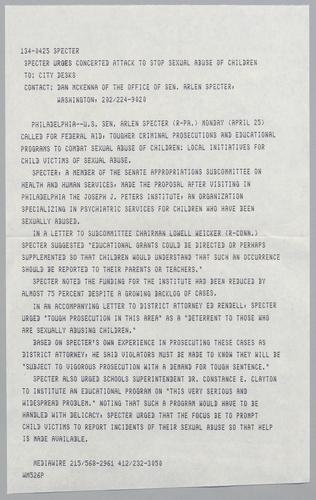 134-0425 SPECTER
SPECTER URGES CONCERTED ATTACK TO STOP SEXUAL ABUSE OF CHILDREN
TO: CITY DESKS
CONTACT: DAN MCKENNA OF THE OFFICE OF SEN. ARLEN SPECTER;
WASHINGTON, 202/224-9020
PHILADELPHIA--U.S. SEN. ARLEN SPECTER (R-PA.) MONDAY (APRIL 25)
CALLED FOR FEDERAL AID, TOUGHER CRIMINAL PROSECUTIONS AND EDUCATIONAL
PROGRAMS TO COMBAT SEXUAL ABUSE OF CHILDREN; LOCAL INITIATIVES FOR
CHILD VICTIMS OF SEXUAL ABUSE.
SPECTER, A MEMBER OF THE SENATE APPROPRIATIONS SUBCOMMITTEE ON
HEALTH AND HUMAN SERVICES, MADE THE PROPOSAL AFTER VISITING IN
PHILADELPHIA THE JOSEPH J. PETERS INSTITUTE, AN ORGANIZATION
SPECIALIZING IN PSYCHIATRIC SERVICES FOR CHILDREN WHO HAVE BEEN
SEXUALLY ABUSED.
IN A LETTER TO SUBCOMMITTEE CHAIRMAN LOWELL WEICKER (R-CONN.)
SPECTER SUGGESTED "EDUCATIONAL GRANTS COULD BE DIRECTED OR PERHAPS
SUPPLEMENTED SO THAT CHILDREN WOULD UNDERSTAND THAT SUCH AN OCCURRENCE
SHOULD BE REPORTED TO THEIR PARENTS OR TEACHERS."
SPECTER NOTED THE FUNDING FOR THE INSTITUTE HAD BEEN REDUCED BY
ALMOST 75 PERCENT DESPITE A GROWING BACKLOG OF CASES.
IN AN ACCOMPANYING LETTER TO DISTRICT ATTORNEY ED RENDELL, SPECTER
URGED "TOUGH PROSECUTION IN THIS AREA" AS A "DETERRENT TO THOSE WHO
ARE SEXUALLY ABUSING CHILDREN."
BASED ON SPECTER'S OWN EXPERIENCE IN PROSECUTING THESE CASES AS
DISTRICT ATTORNEY, HE SAID VIOLATORS MUST BE MADE TO KNOW THEY WILL BE
"SUBJECT TO VIGOROUS PROSECUTION WITH A DEMAND FOR TOUGH SENTENCE."
SPECTER ALSO URGED SCHOOLS SUPERINTENDENT DR. CONSTANCE E. CLAYTON
TO INSTITUTE AN EDUCATIONAL PROGRAM ON "THIS VERY SERIOUS AND
WIDESPREAD PROBLEM." NOTING THAT SUCH A PROGRAM WOULD HAVE TO BE
HANDLED WITH DELICACY, SPECTER URGED THAT THE FOCUS BE TO PROMPT
CHILD VICTIMS TO REPORT INCIDENTS OF THEIR SEXUAL ABUSE SO THAT HELP
IS MADE AVAILABLE.
MEDIAWIRE 215/568-2961 412/232-3050
WM526P